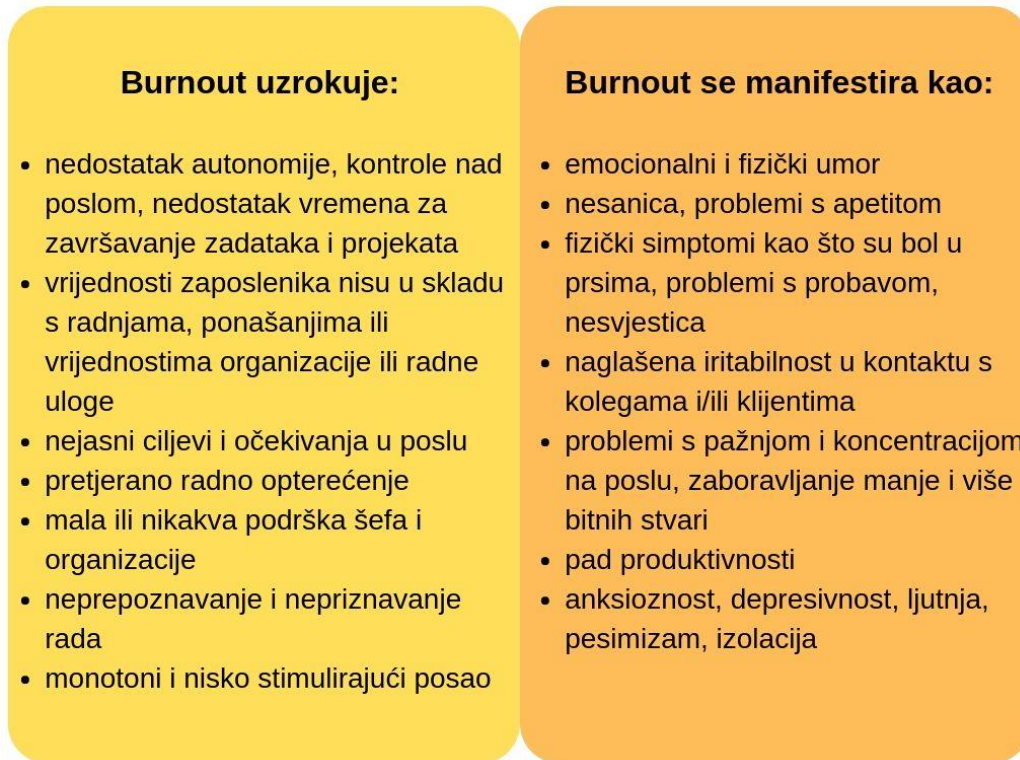 Burnout uzrokuje:
• nedostatak autonomije, kontrole nad
poslom, nedostatak vremena za
završavanje zadataka i projekata
• vrijednosti zaposlenika nisu u skladu
s radnjama, ponašanjima ili
vrijednostima organizacije ili radne
uloge
• nejasni ciljevi i očekivanja u poslu
• pretjerano radno opterećenje
• mala ili nikakva podrška šefa i
organizacije
• neprepoznavanje i nepriznavanje
rada
• monotoni i nisko stimulirajući posao
Burnout se manifestira kao:
• emocionalni i fizički umor
• nesanica, problemi s apetitom
• fizički simptomi kao što su bol u
prsima, problemi s probavom,
nesvjestica
• naglašena iritabilnost u kontaktu s
kolegama i/ili klijentima
• problemi s pažnjom i koncentracijom
na poslu, zaboravljanje manje i više
bitnih stvari
• pad produktivnosti
• anksioznost, depresivnost, ljutnja,
pesimizam, izolacija